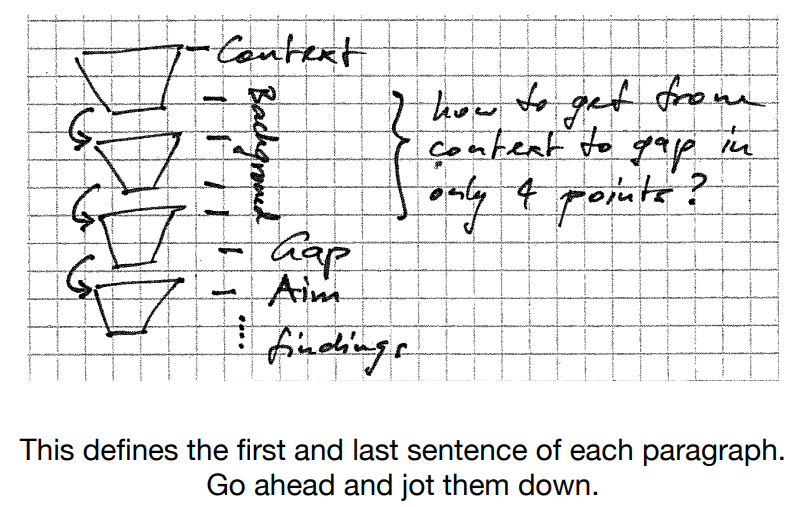 Context
Background
how to get from
context to gap in
only 4 points?
Gap
Aim
findings
This defines the first and last sentence of each paragraph.
Go ahead and jot them down.